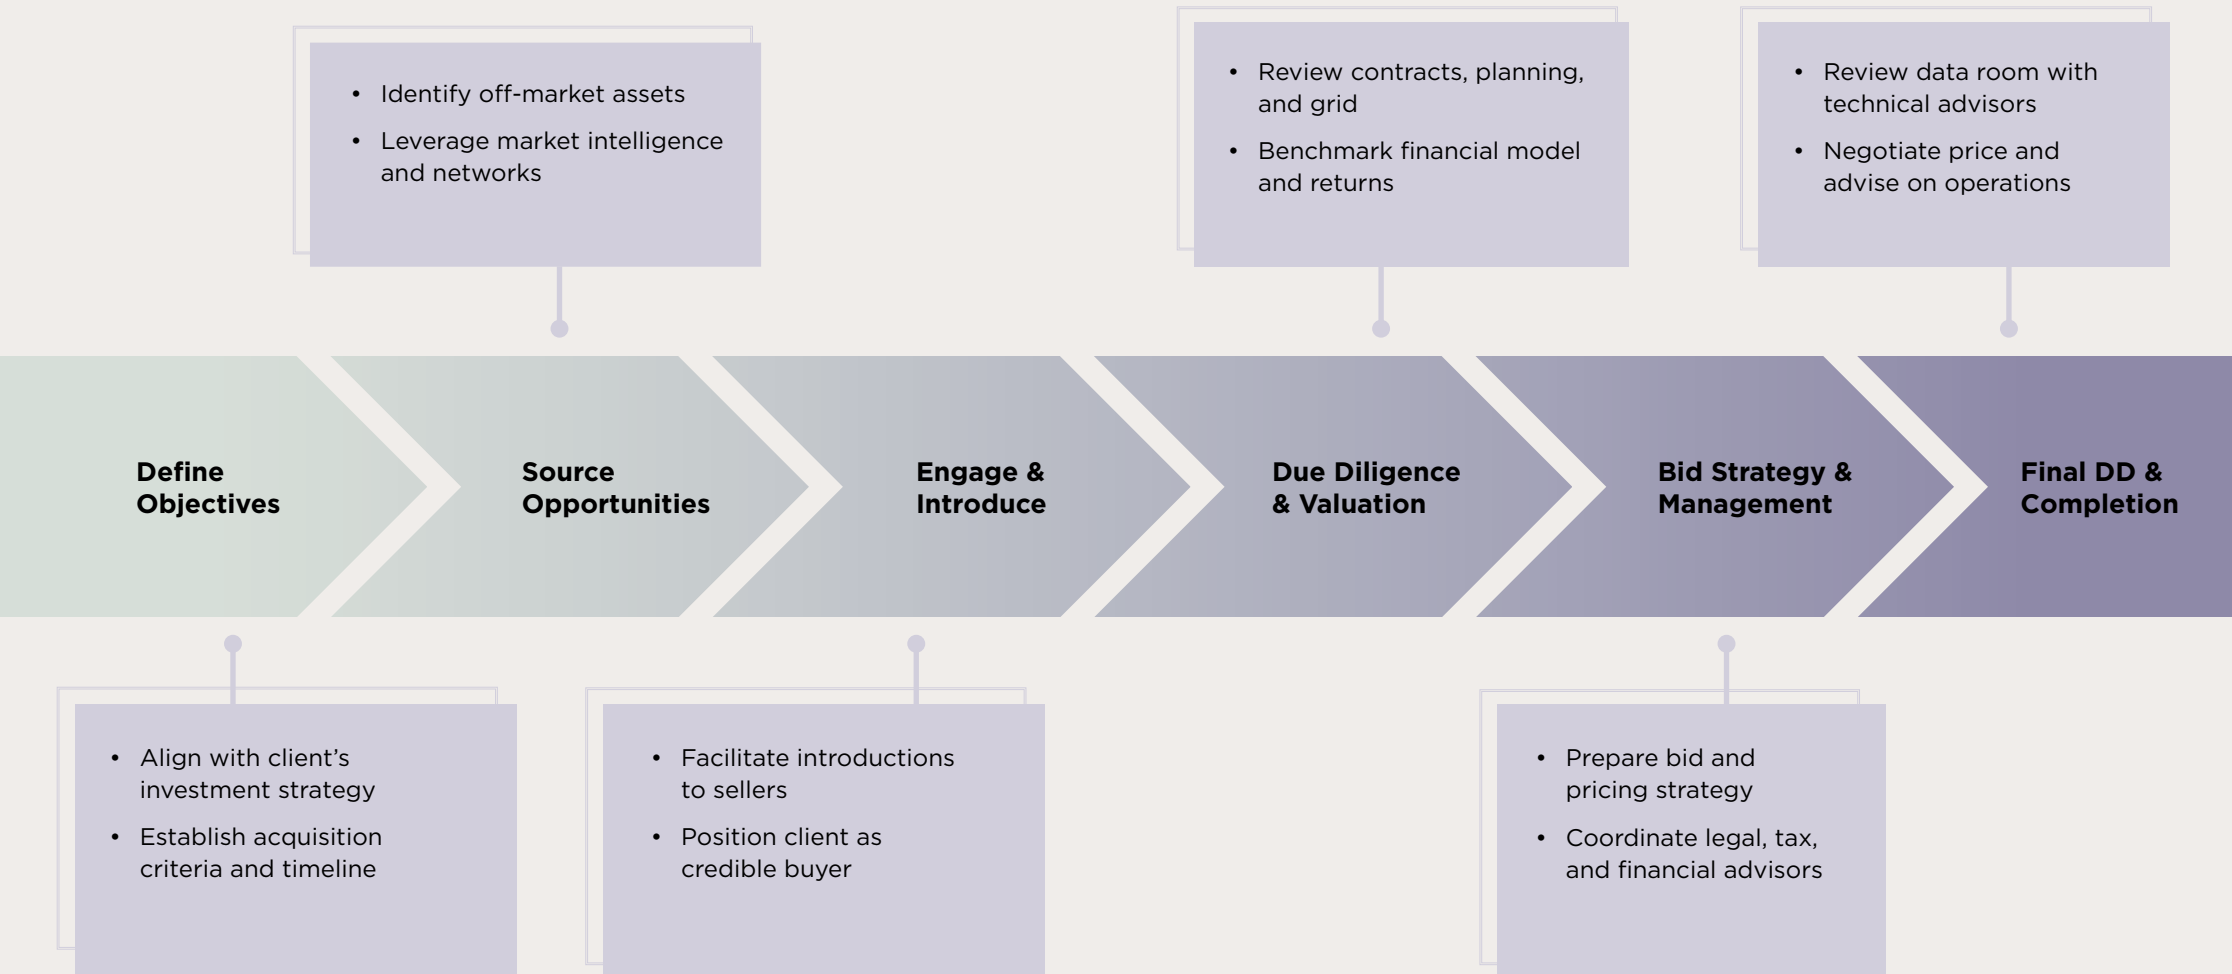 • Identify off-market assets
• Leverage market intelligence
and networks
• Review contracts, planning,
and grid
• Benchmark financial model
and returns
• Review data room with
technical advisors
• Negotiate price and
advise on operations
Define
Objectives
Source
Opportunities
Engage &
Introduce
Due Diligence
& Valuation
Bid Strategy &
Management
Final DD &
Completion
• Align with client’s
investment strategy
• Establish acquisition
criteria and timeline
• Facilitate introductions
to sellers
• Position client as
credible buyer
• Prepare bid and
pricing strategy
• Coordinate legal, tax,
and financial advisors